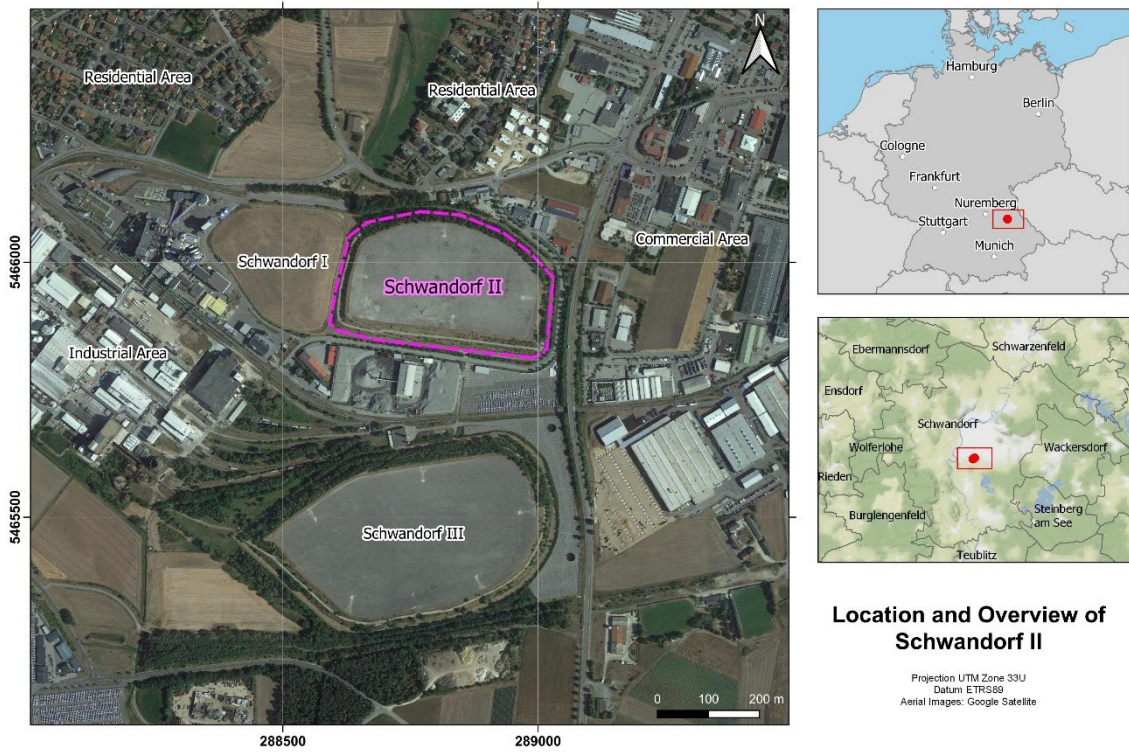 N
Residential Area
Residential Area
Commercial Area
Schwandorf I
Schwandorf II
Industrial Area
Schwandorf III
5466000
5465500
288500
289000
0 100 200 m
Hamburg
Berlin
Cologne
Frankfurt
Nuremberg
Stuttgart
Munich
Ebermannsdorf
Schwarzenfeld
Ensdorf
Schwandorf
Wolferlohe
Wackersdorf
Rieden
Burglengenfeld
Steinberg
am See
Teublitz
Location and Overview of
Schwandorf II
Projection UTM Zone 33U
Datum ETRS89
Aerial Images: Google Satellite